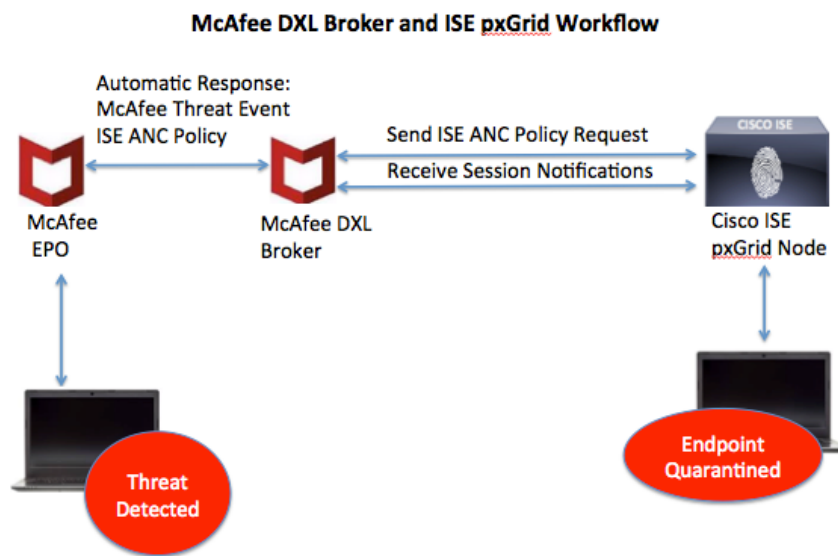 McAfee DXL Broker and ISE pxGrid Workflow
Automatic Response:
McAfee Threat Event
ISE ANC Policy
Send ISE ANC Policy Request
Receive Session Notifications
CISCO ISE
McAfee
EPO
McAfee DXL
Broker
Cisco ISE
pxGrid Node
Threat
Detected
Endpoint
Quarantined